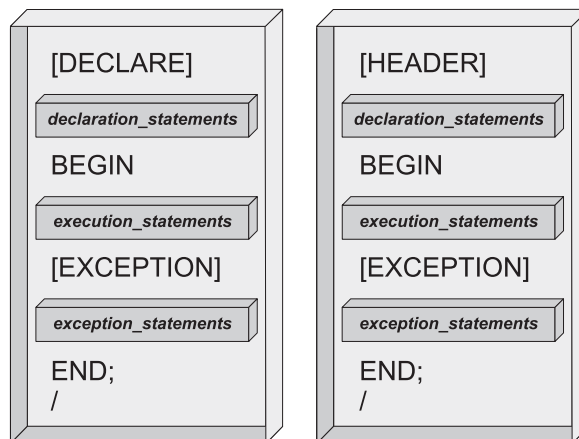 [DECLARE]
declaration_statements
BEGIN
execution_statements
[EXCEPTION]
exception_statements
END;
/
[HEADER]
declaration_statements
BEGIN
execution_statements
[EXCEPTION]
exception_statements
END;
/